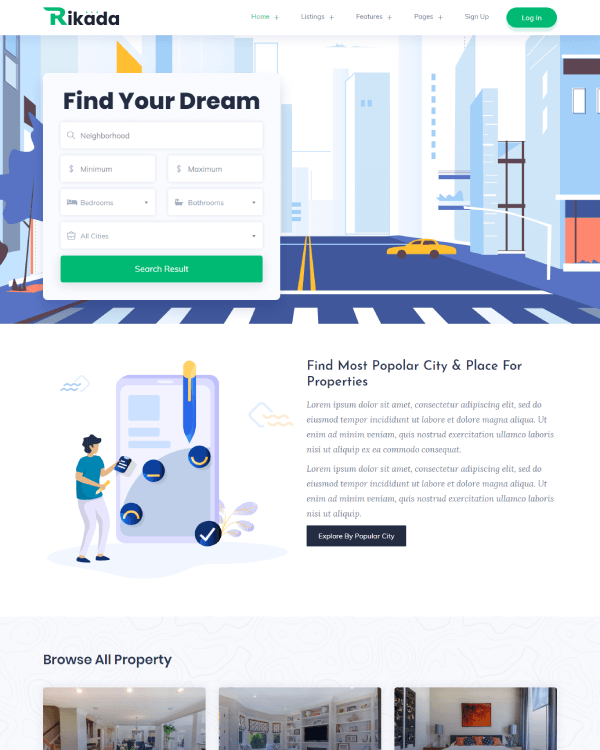 Rikada
Home + Listings + Features + Pages + Sign Up Log In
Find Your Dream
Neighborhood
$ Minimum $ Maximum
Bedrooms Bathrooms
All Cities
Search Result
Find Most Popolar City & Place For
Properties
Lorem ipsum dolor sit amet, consectetur adipiscing elit, sed do
eiusmod tempor incididunt ut labore et dolore magna aliqua. Ut
enim ad minim veniam, quis nostrud exercitation ullamco laboris
nisi ut aliquip ex ea commodo consequat.
Lorem ipsum dolor sit amet, consectetur adipiscing elit, sed do
eiusmod tempor incididunt ut labore et dolore magna aliqua. Ut
enim ad minim veniam, quis nostrud exercitation ullamco laboris
nisi ut aliquip.
Explore By Popular City
Browse All Property